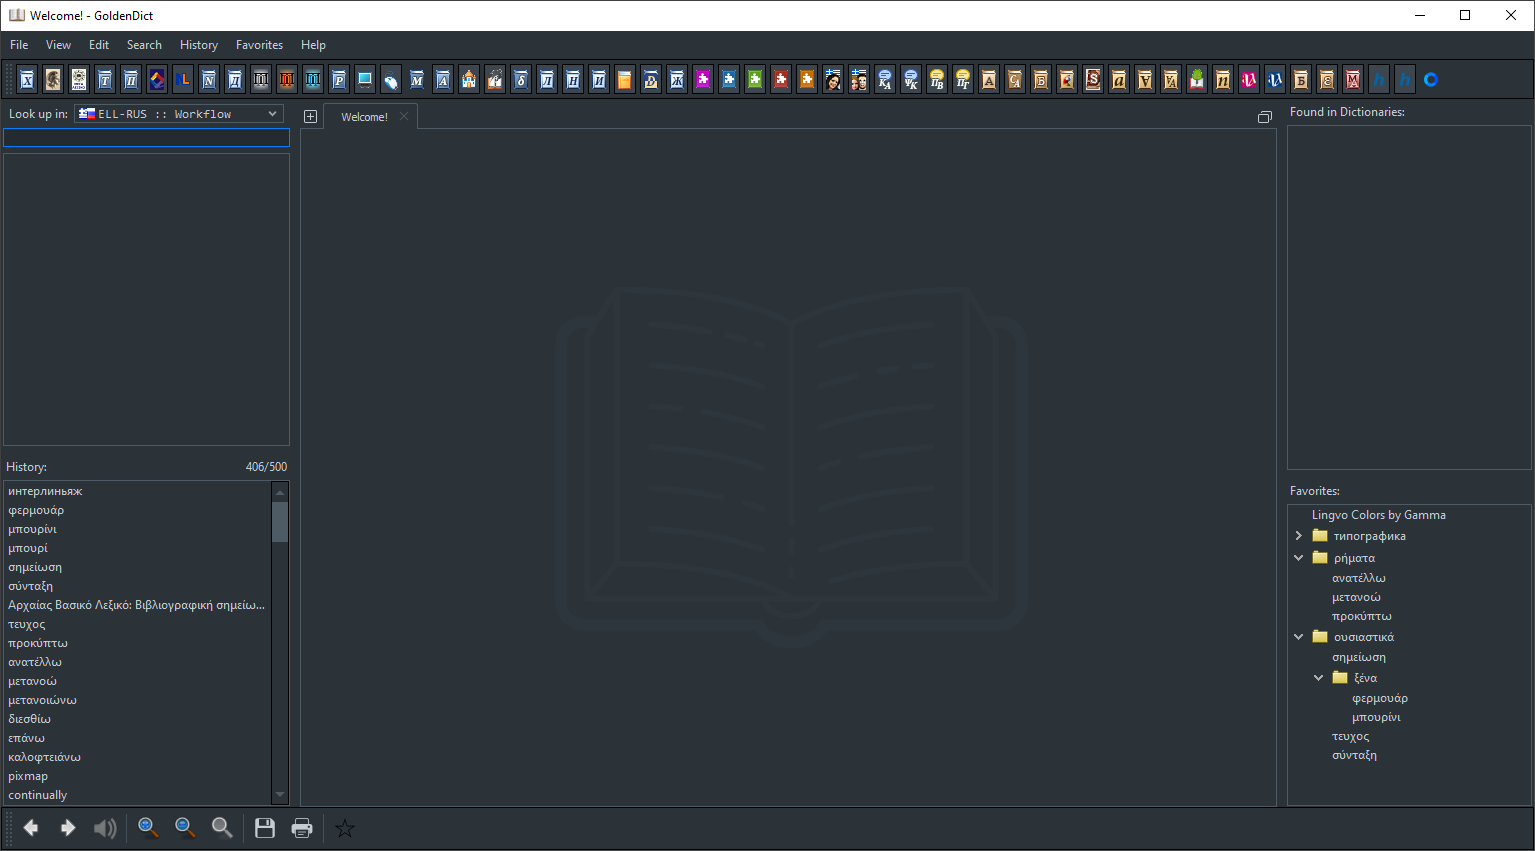 Welcome! - GoldenDict
File View Edit Search History Favorites Help
Look up in: ELL-RUS :: Workflow
Welcome!
Found in Dictionaries:
History: 406/500
интерлиньяж
φερμουάρ
μπουρίνι
μπουρί
σημείωση
σύνταξη
Αρχαίας Βασικό Λεξικό: Βιβλιογραφική σημείω...
τευχος
προκύπτω
ανατέλλω
μετανοώ
μετανοιώνω
διεσθίω
επάνω
καλοφτειάνω
pixmap
continually
Favorites:
Lingvo Colors by Gamma
типографика
ρήματα
ανατέλλω
μετανοώ
προκύπτω
ουσιαστικά
σημείωση
ξένα
φερμουάρ
μπουρίνι
τευχος
σύνταξη